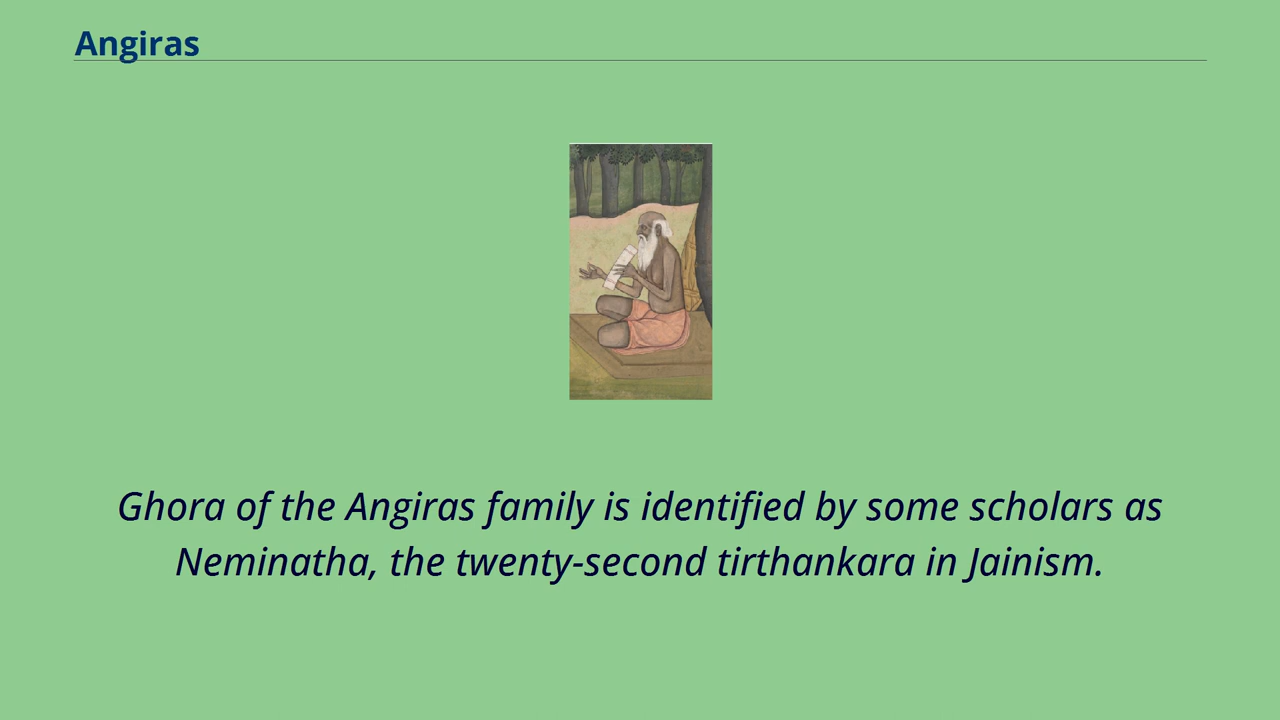 Angiras
Ghora of the Angiras family is identified by some scholars as
Neminatha, the twenty-second tirthankara in Jainism.